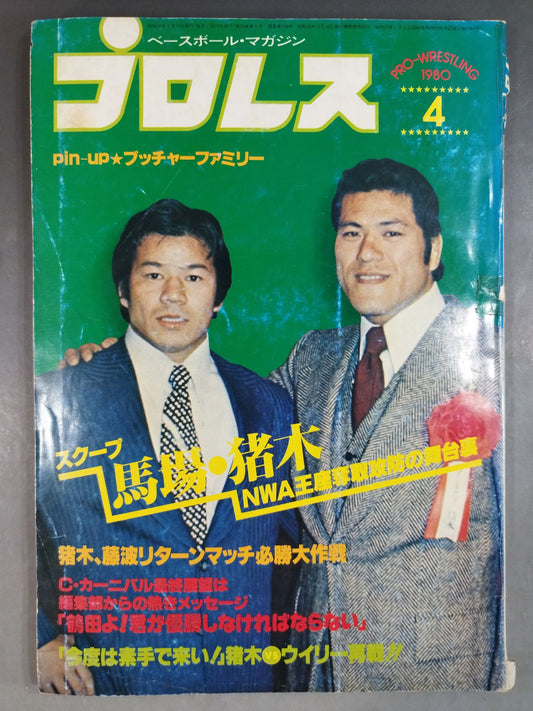 ベースボール・マガジン
プロレス
PRO-WRESTLING
1980
4
pin-up★ブッチャーファミリー
スクープ
馬場・猪木
NWA王座争奪攻防の舞台裏
猪木、藤波リターンマッチ必勝大作戦
C・カーニバル最終展望は
編集部からの熱きメッセージ
「鶴田よ！君が優勝しなければならない」
「今度は素手で来い！」猪木VSウイリー再戦!!